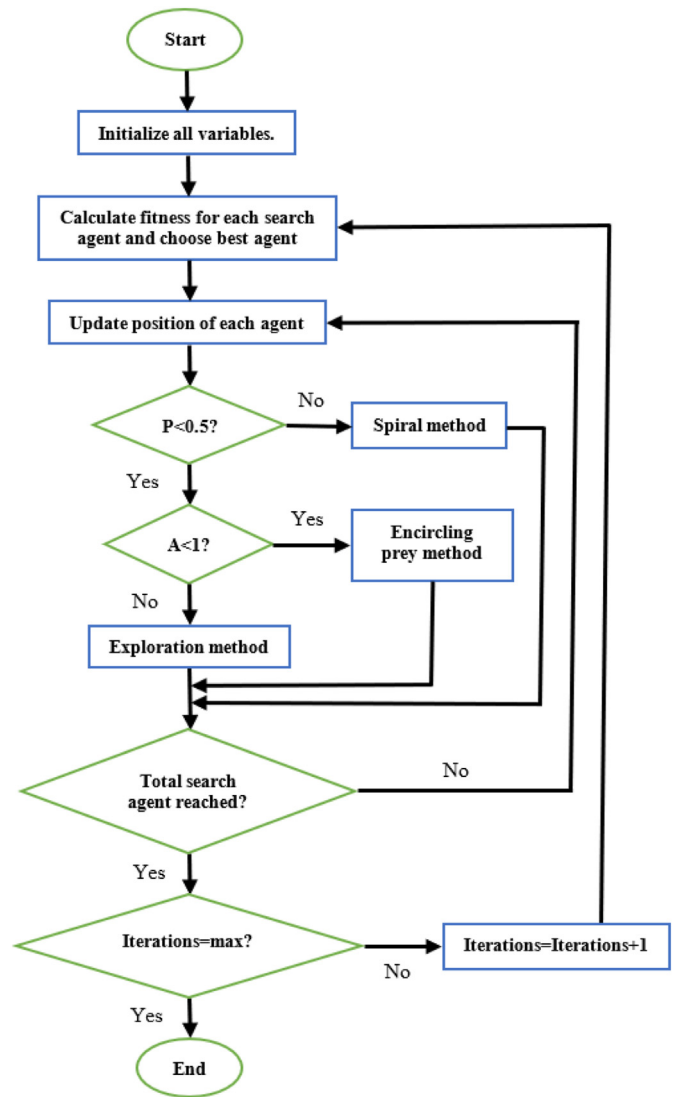 Start
Initialize all variables.
Calculate fitness for each search
agent and choose best agent
Update position of each agent
P<0.5?
No
Spiral method
Yes
A<1?
Yes
Encircling
prey method
No
Exploration method
Total search
agent reached?
No
Yes
Iterations=max?
No
Iterations=Iterations+1
Yes
End